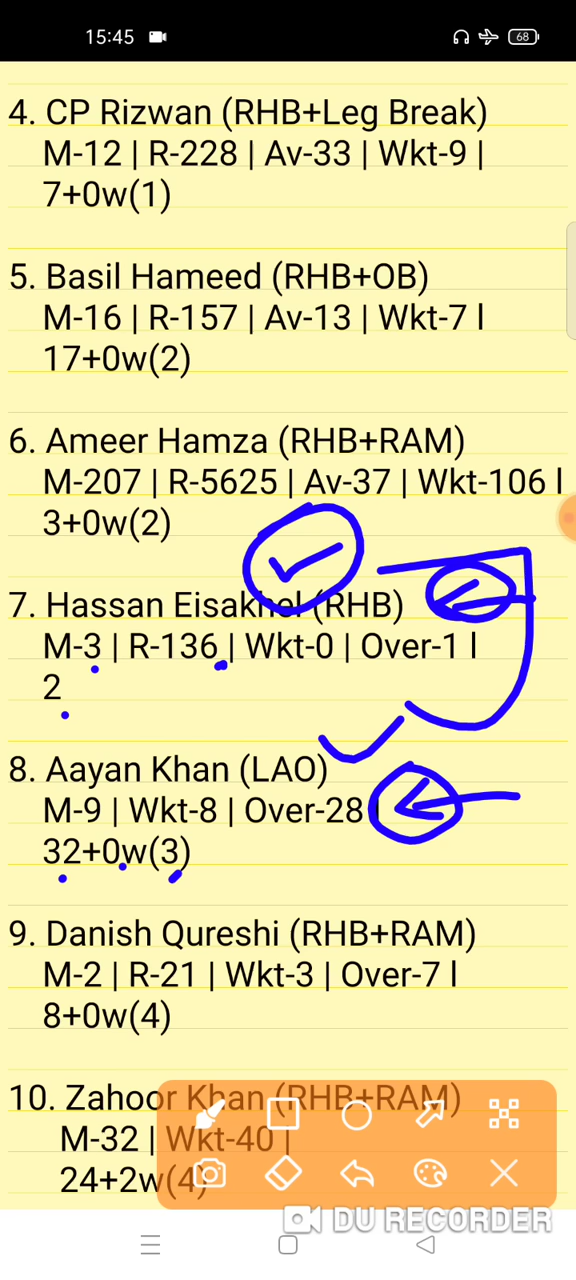 15:45
68
4. CP Rizwan (RHB+Leg Break)
M-12 | R-228 | Av-33 | Wkt-9 |
7+0w(1)
5. Basil Hameed (RHB+OB)
M-16 | R-157 | Av-13 | Wkt-7 l
17+0w(2)
6. Ameer Hamza (RHB+RAM)
M-207 | R-5625 | Av-37 | Wkt-106 l
3+0w(2)
7. Hassan Eisakhel (RHB)
M-3 | R-136 | Wkt-0 | Over-1 l
2
8. Aayan Khan (LAO)
M-9 | Wkt-8 | Over-28
32+0w(3)
9. Danish Qureshi (RHB+RAM)
M-2 | R-21 | Wkt-3 | Over-7 l
8+0w(4)
10. Zahoor Khan (RHB+RAM)
M-32 | Wkt-40 |
24+2w(4)
DU RECORDER